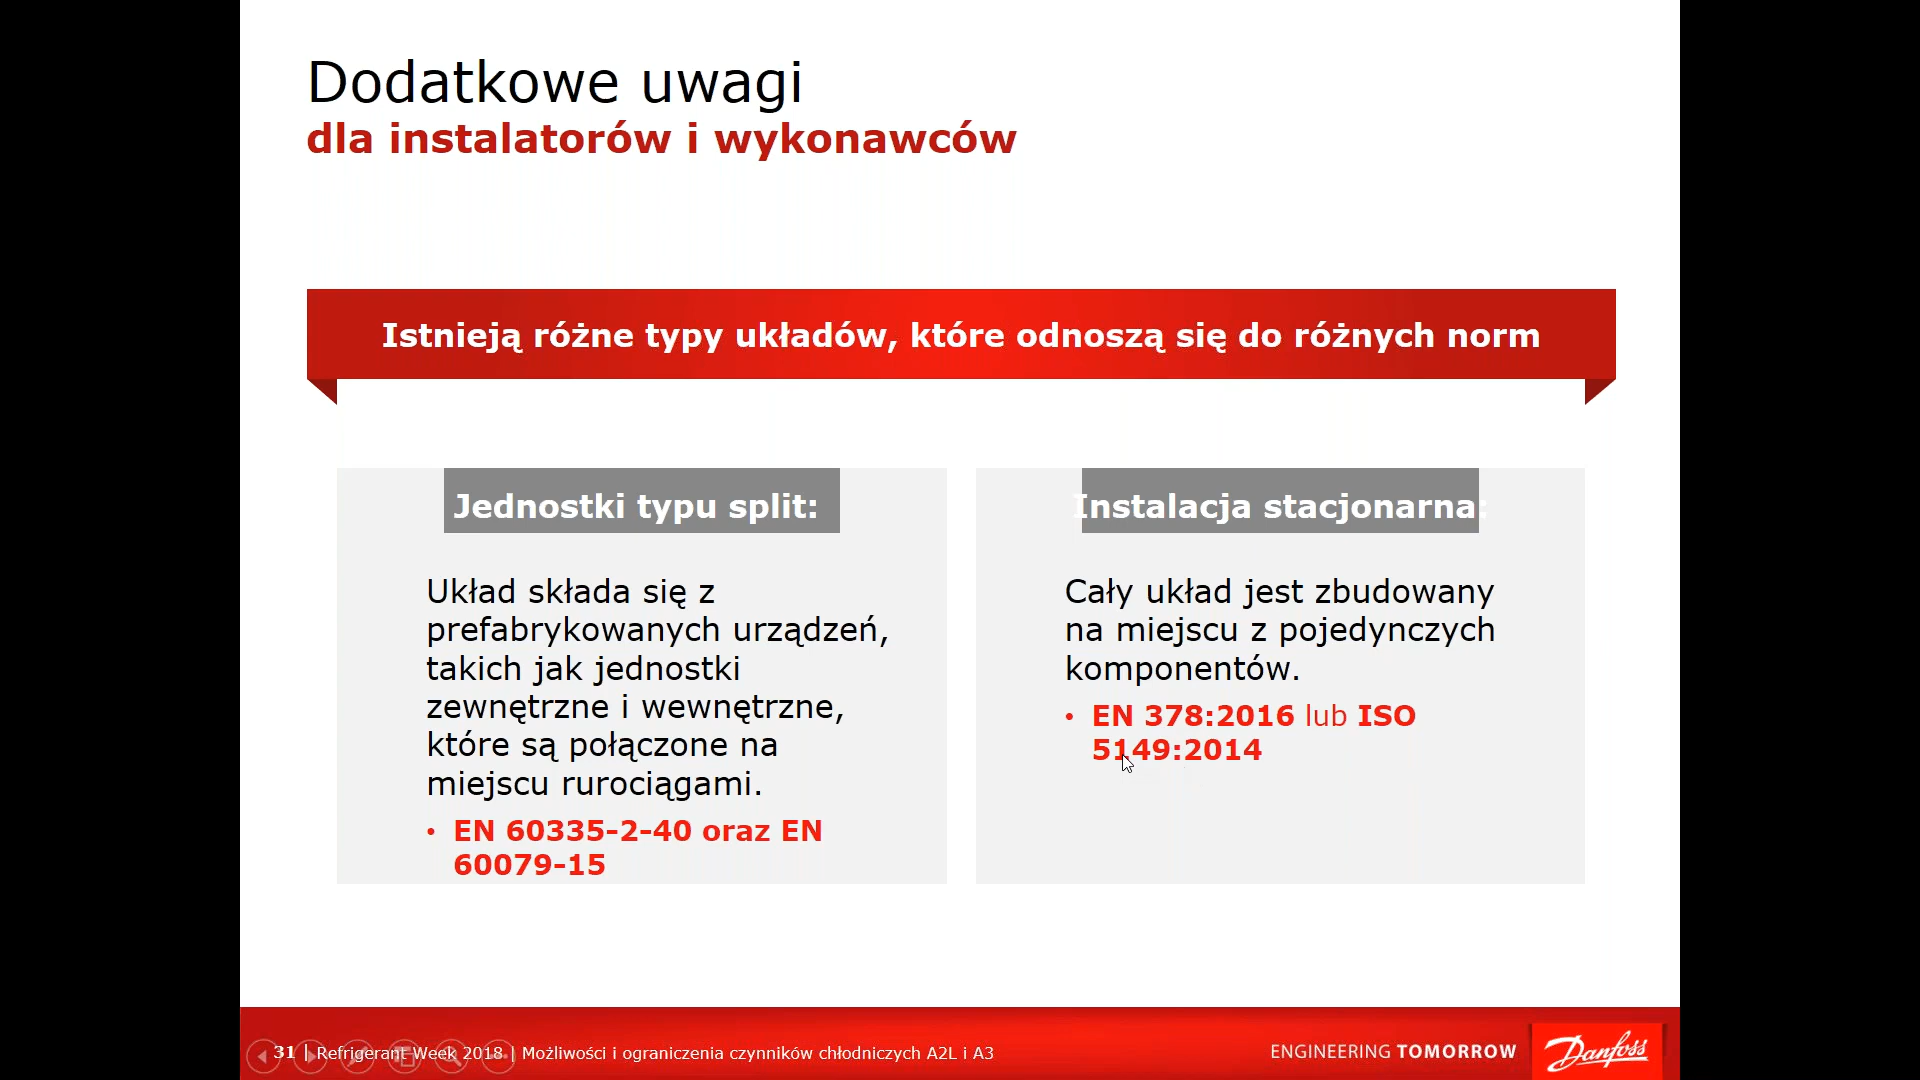 Dodatkowe uwagi
dla instalatorów i wykonawców
Istnieją różne typy układów, które odnoszą się do różnych norm
Jednostki typu split:
Układ składa się z
prefabrykowanych urządzeń,
takich jak jednostki
zewnętrzne i wewnętrzne,
które są połączone na
miejscu rurociągami.
• EN 60335-2-40 oraz EN
60079-15
Instalacja stacjonarna:
Cały układ jest zbudowany
na miejscu z pojedynczych
komponentów.
• EN 378:2016 lub ISO
5149:2014
31 | Refrigerant Week 2018 | Możliwości i ograniczenia czynników chłodniczych A2L i A3
ENGINEERING TOMORROW
Danfoss